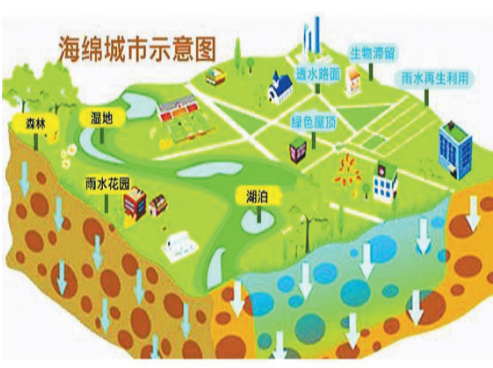 海绵城市示意图
生物滞留
透水路面
雨水再生利用
森林
湿地
绿色屋顶
雨水花园
湖泊